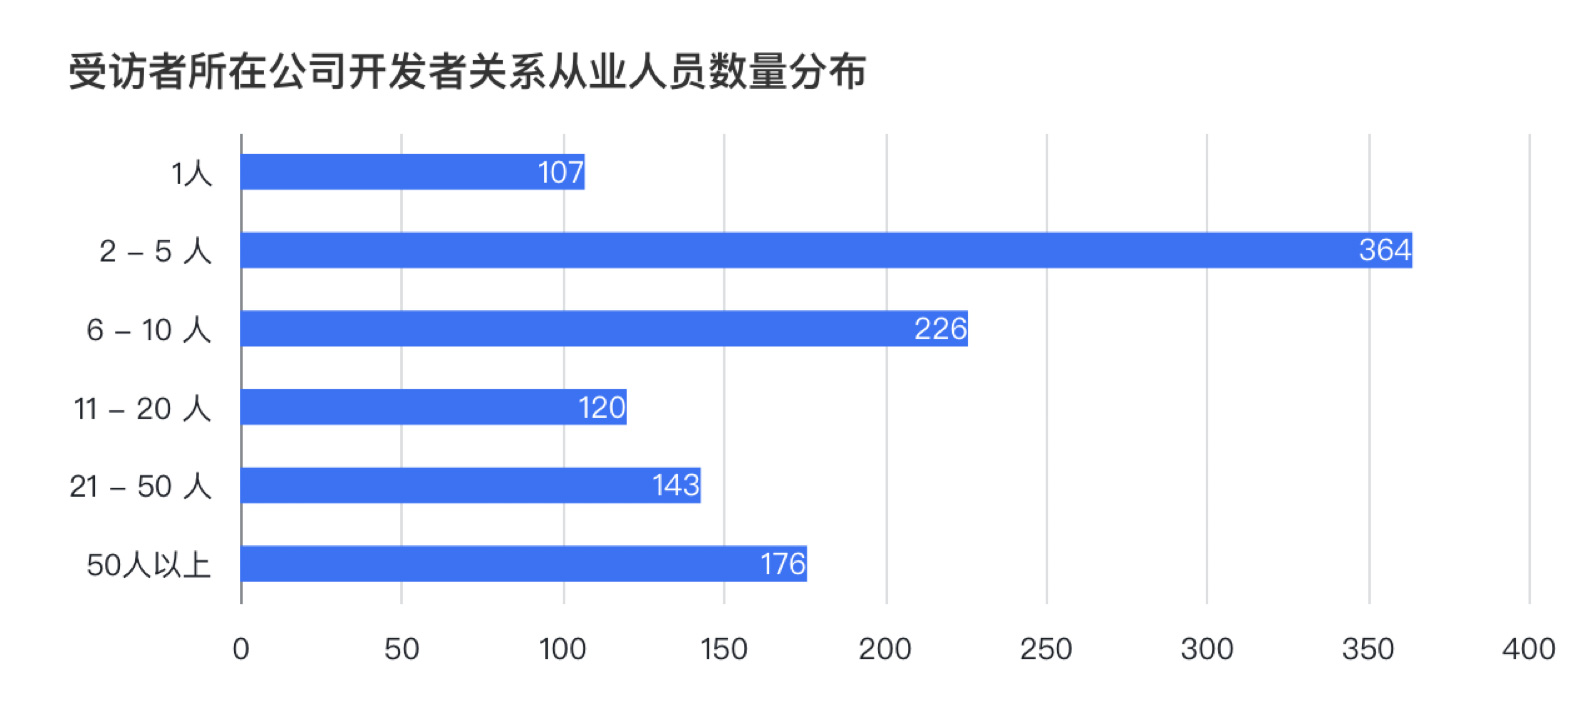 受访者所在公司开发者关系从业人员数量分布
1人 107
2 – 5 人 364
6 – 10 人 226
11 – 20 人 120
21 – 50 人 143
50人以上 176
0 50 100 150 200 250 300 350 400